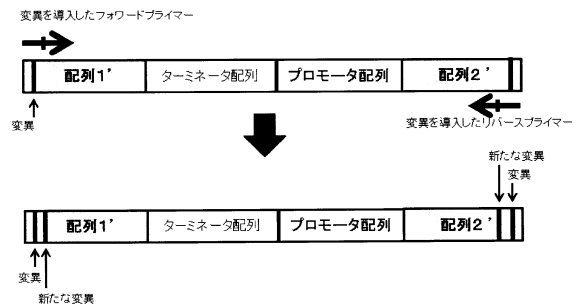 変異を導入したフォワードプライマー
配列1’ ターミネータ配列 プロモータ配列 配列2’
変異
変異を導入したリバースプライマー
新たな変異
変異
配列1’ ターミネータ配列 プロモータ配列 配列2’
変異
新たな変異